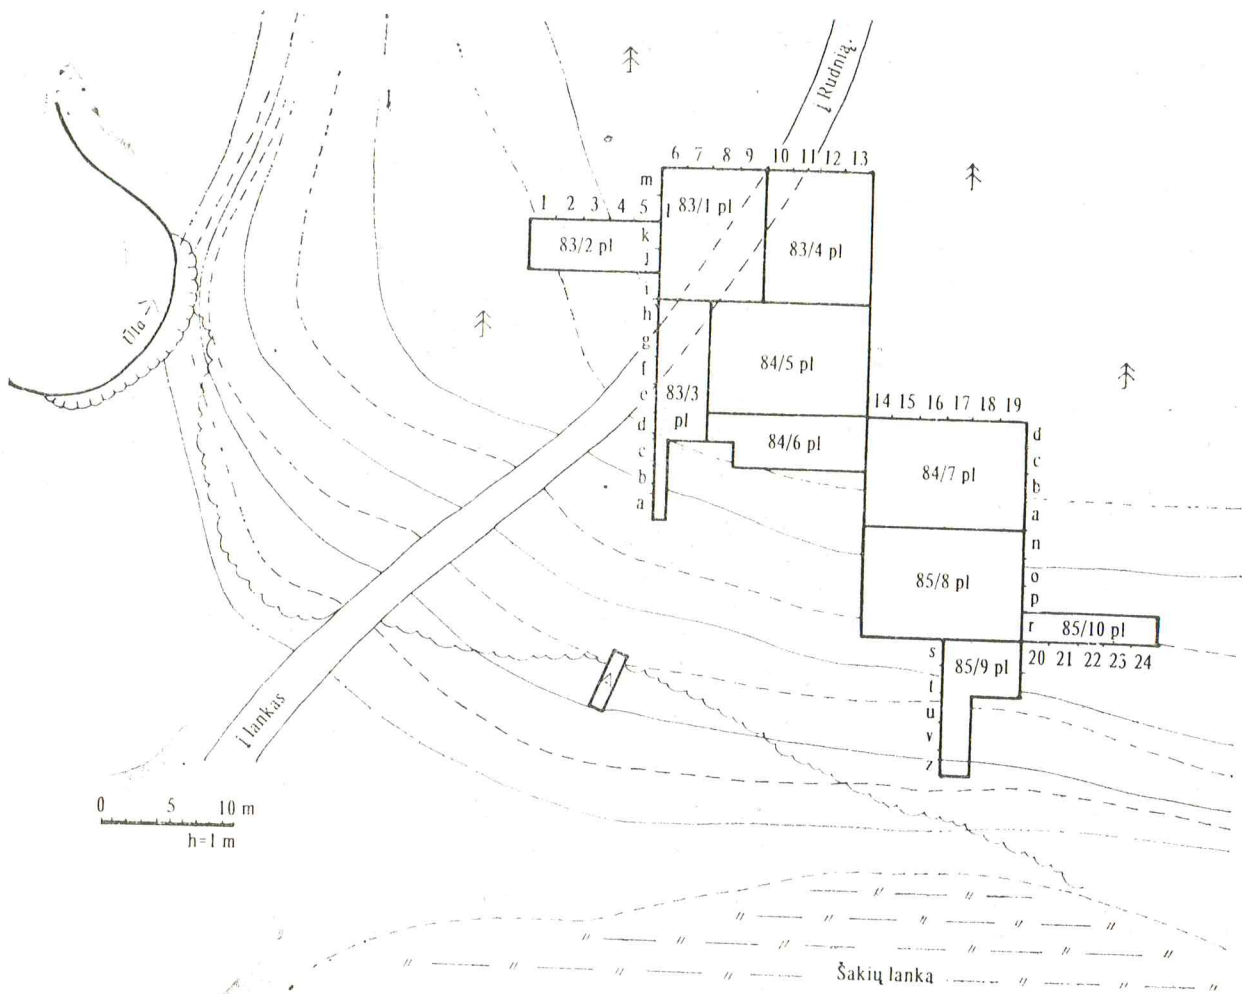 į Rudnią.
6 7 8 9 10 11 12 13
m
1 2 3 4 5 l
83/1 pl
k
83/2 pl
83/4 pl
j
i
Ūla
h
g
84/5 pl
f
e
83/3
pl
14 15 16 17 18 19
d
84/6 pl
d
c
c
b
84/7 pl
b
a
a
n
85/8 pl
o
p
r
85/10 pl
s
85/9 pl
20 21 22 23 24
t
u
v
z
į lankas
0 5 10 m
h=1 m
Šakių lanka